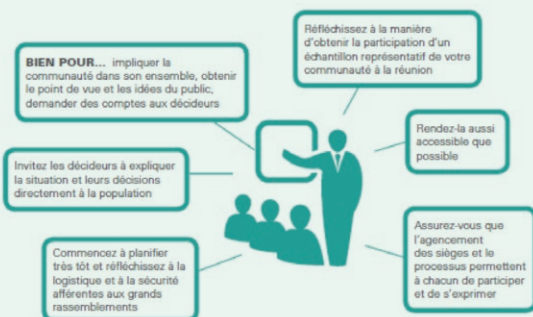 BIEN POUR... impliquer la
communauté dans son ensemble, obtenir
le point de vue et les idées du public,
demander des comptes aux décideurs
Réfléchissez à la manière
d'obtenir la participation d'un
échantillon représentatif de votre
communauté à la réunion
Rendez-la aussi
accessible que
possible
Invitez les décideurs à expliquer
la situation et leurs décisions
directement à la population
Commencez à planifier
très tôt et réfléchissez à la
logistique et à la sécurité
afférentes aux grands
rassemblements
Assurez-vous que
l'agencement
des sièges et le
processus permettent
à chacun de participer
et de s'exprimer